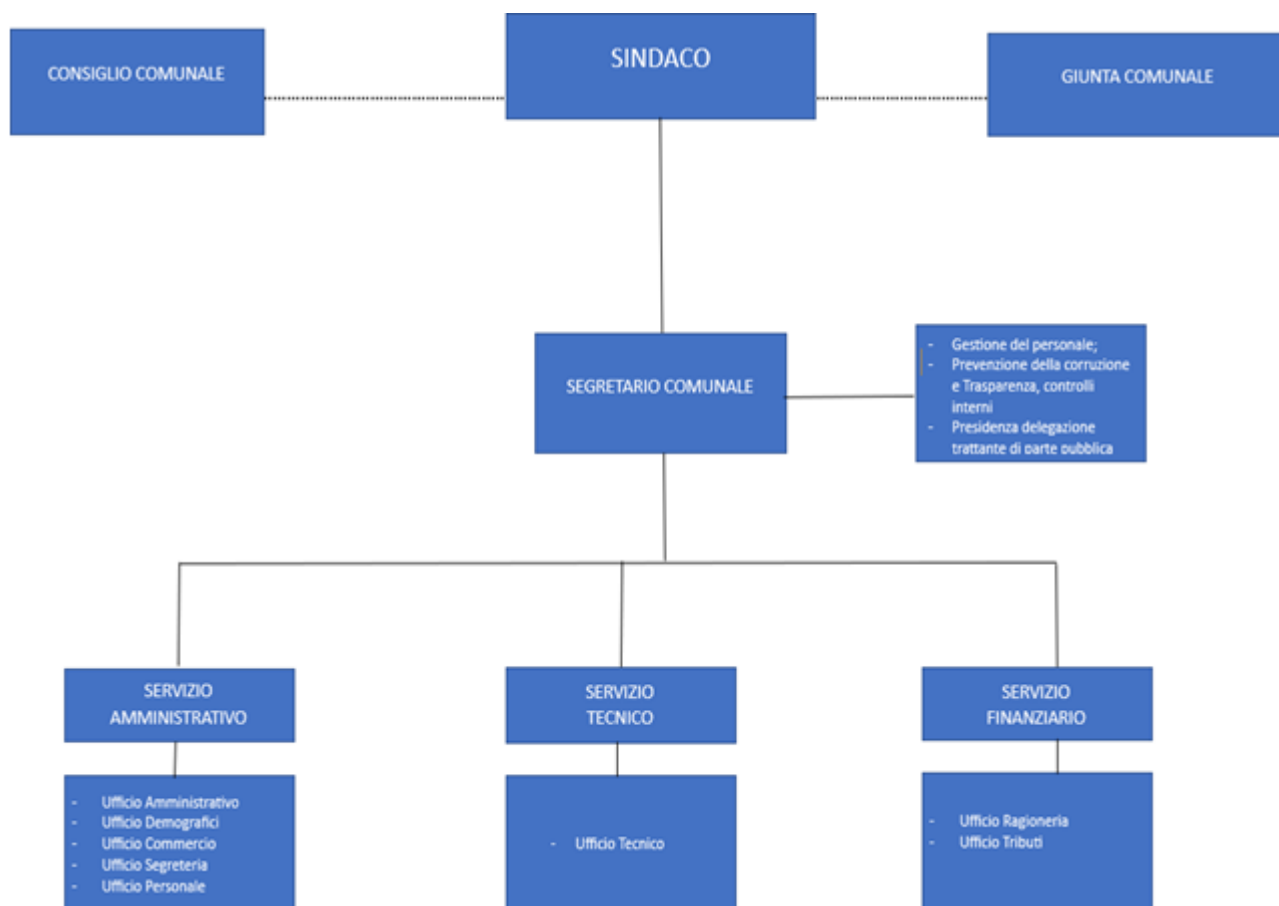 CONSIGLIO COMUNALE
SINDACO
GIUNTA COMUNALE
SEGRETARIO COMUNALE
- Gestione del personale;
- Prevenzione della corruzione
e Trasparenza, controlli
interni
- Presidenza delegazione
trattante di parte pubblica
SERVIZIO
AMMINISTRATIVO
- Ufficio Amministrativo
- Ufficio Demografici
- Ufficio Commercio
- Ufficio Segreteria
- Ufficio Personale
SERVIZIO
TECNICO
- Ufficio Tecnico
SERVIZIO
FINANZIARIO
- Ufficio Ragioneria
- Ufficio Tributi